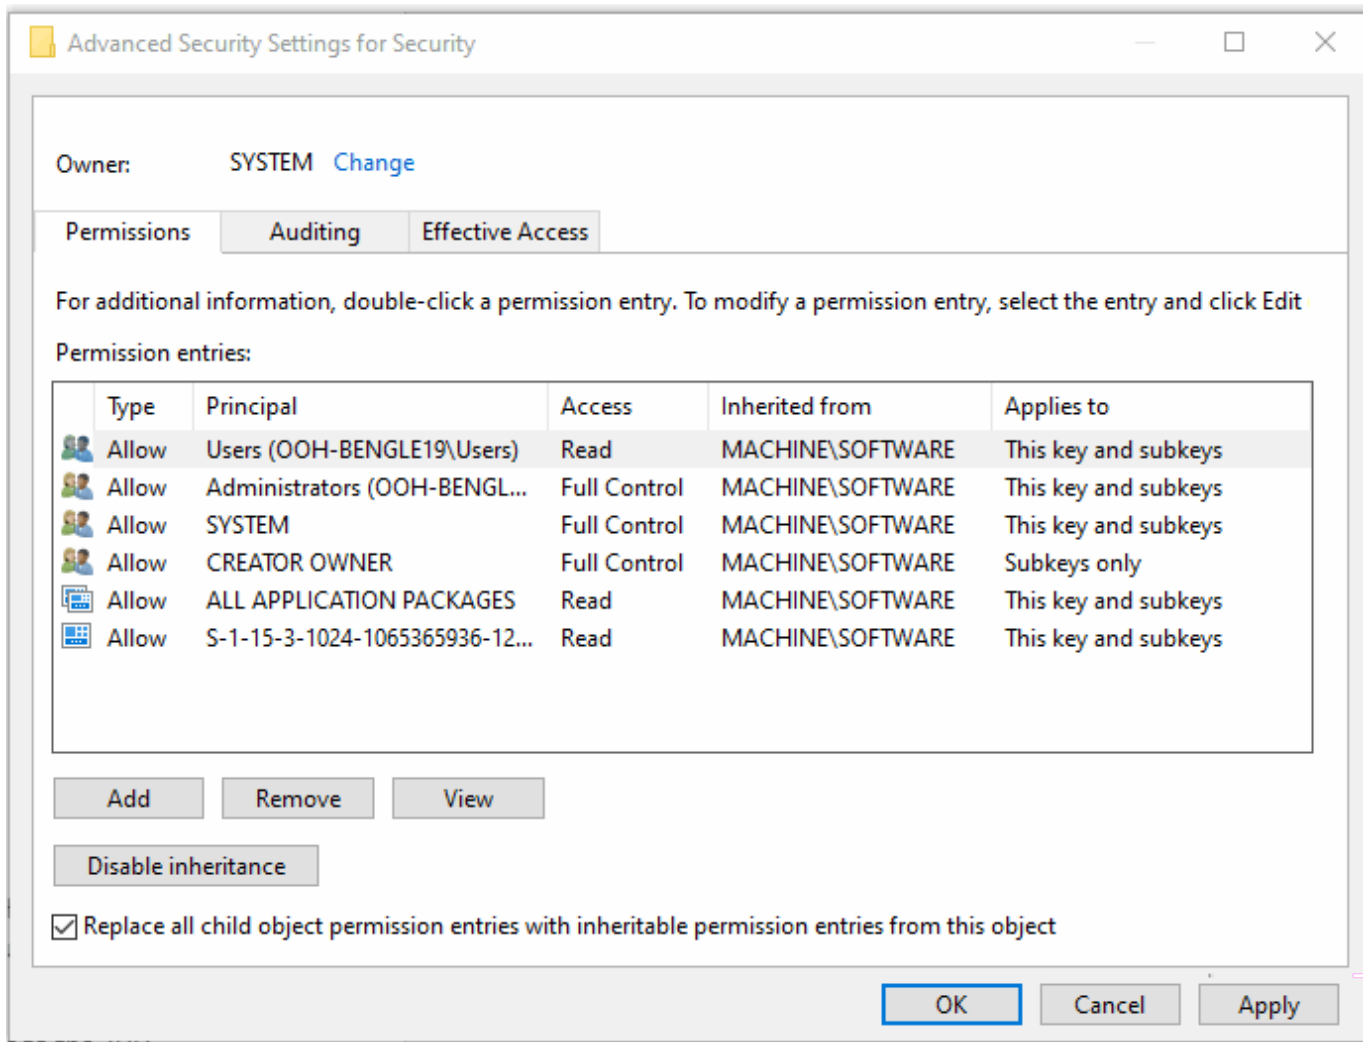 Advanced Security Settings for Security
Owner: SYSTEM Change
Permissions Auditing Effective Access
For additional information, double-click a permission entry. To modify a permission entry, select the entry and click Edit
Permission entries:
Type Principal Access Inherited from Applies to
Allow Users (OOH-BENGLE19\Users) Read MACHINE\SOFTWARE This key and subkeys
Allow Administrators (OOH-BENGL... Full Control MACHINE\SOFTWARE This key and subkeys
Allow SYSTEM Full Control MACHINE\SOFTWARE This key and subkeys
Allow CREATOR OWNER Full Control MACHINE\SOFTWARE Subkeys only
Allow ALL APPLICATION PACKAGES Read MACHINE\SOFTWARE This key and subkeys
Allow S-1-15-3-1024-1065365936-12... Read MACHINE\SOFTWARE This key and subkeys
Add Remove View
Disable inheritance
Replace all child object permission entries with inheritable permission entries from this object
OK Cancel Apply